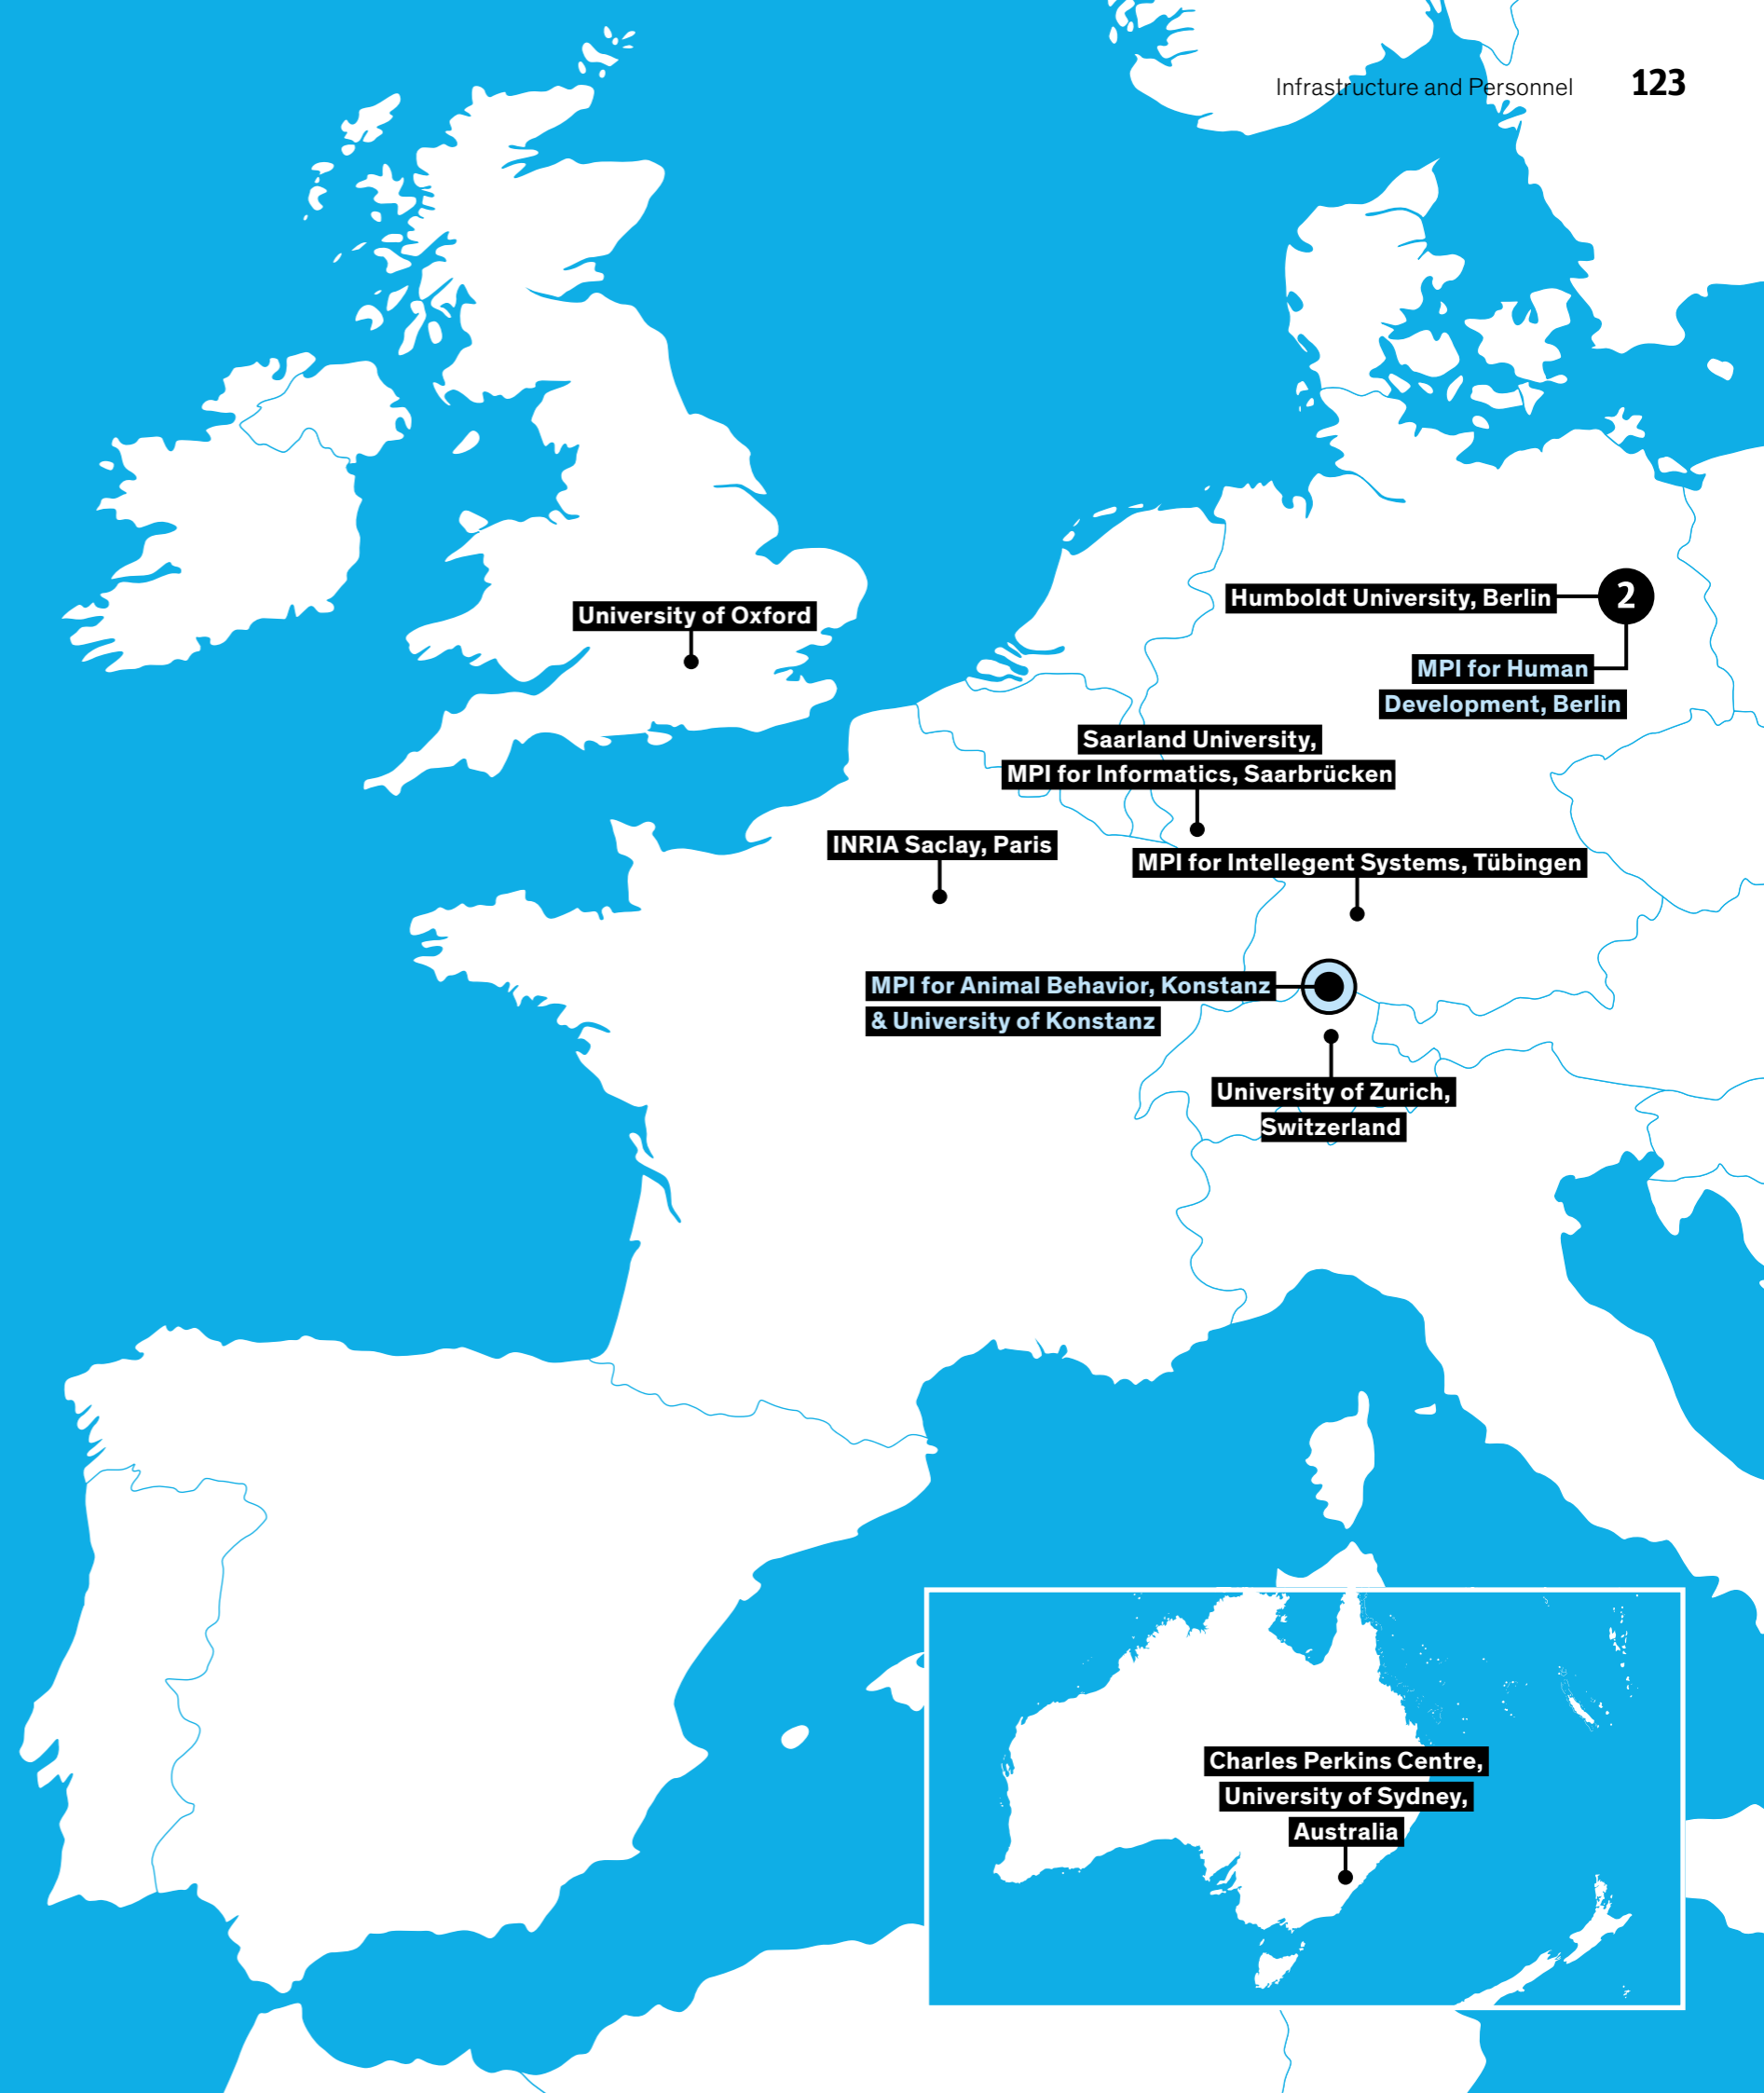 Infrastructure and Personnel 123
University of Oxford
Humboldt University, Berlin
2
MPI for Human
Development, Berlin
Saarland University,
MPI for Informatics, Saarbrücken
INRIA Saclay, Paris
MPI for Intellegent Systems, Tübingen
MPI for Animal Behavior, Konstanz
& University of Konstanz
University of Zurich,
Switzerland
Charles Perkins Centre,
University of Sydney,
Australia